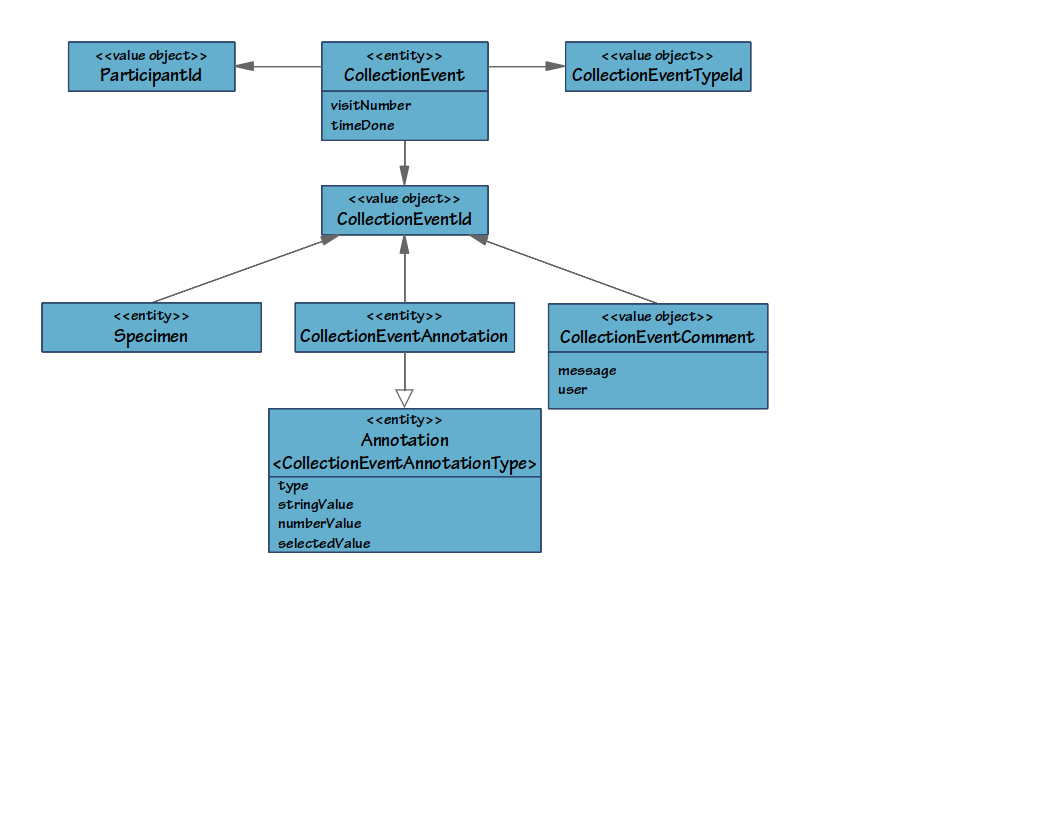 <<value object>>
ParticipantId
<<entity>>
CollectionEvent
visitNumber
timeDone
<<value object>>
CollectionEventTypeId
<<value object>>
CollectionEventId
<<entity>>
Specimen
<<entity>>
CollectionEventAnnotation
<<value object>>
CollectionEventComment
message
user
<<entity>>
Annotation
<CollectionEventAnnotationType>
type
stringValue
numberValue
selectedValue